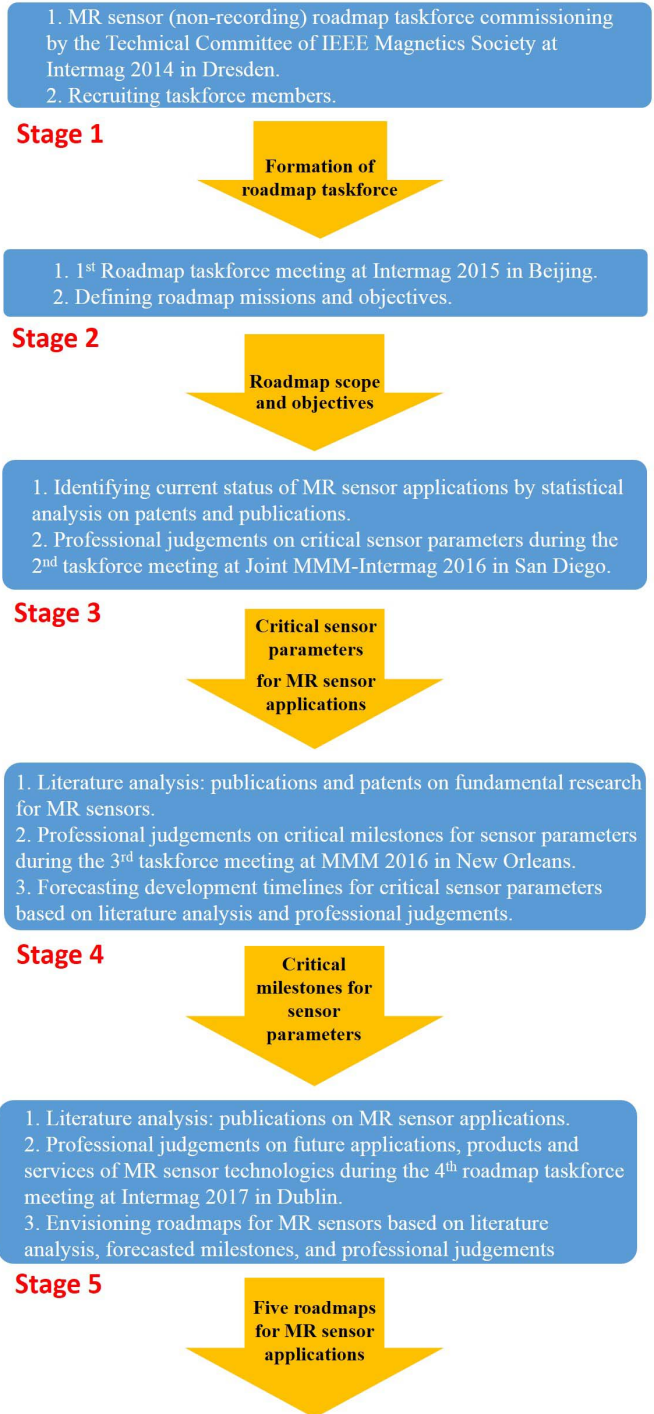 1. MR sensor (non-recording) roadmap taskforce commissioning
by the Technical Committee of IEEE Magnetics Society at
Intermag 2014 in Dresden.
2. Recruiting taskforce members.
Stage 1
Formation of
roadmap taskforce
1. 1st Roadmap taskforce meeting at Intermag 2015 in Beijing.
2. Defining roadmap missions and objectives.
Stage 2
Roadmap scope
and objectives
1. Identifying current status of MR sensor applications by statistical
analysis on patents and publications.
2. Professional judgements on critical sensor parameters during the
2nd taskforce meeting at Joint MMM-Intermag 2016 in San Diego.
Stage 3
Critical sensor
parameters
for MR sensor
applications
1. Literature analysis: publications and patents on fundamental research
for MR sensors.
2. Professional judgements on critical milestones for sensor parameters
during the 3rd taskforce meeting at MMM 2016 in New Orleans.
3. Forecasting development timelines for critical sensor parameters
based on literature analysis and professional judgements.
Stage 4
Critical
milestones for
sensor
parameters
1. Literature analysis: publications on MR sensor applications.
2. Professional judgements on future applications, products and
services of MR sensor technologies during the 4th roadmap taskforce
meeting at Intermag 2017 in Dublin.
3. Envisioning roadmaps for MR sensors based on literature
analysis, forecasted milestones, and professional judgements
Stage 5
Five roadmaps
for MR sensor
applications